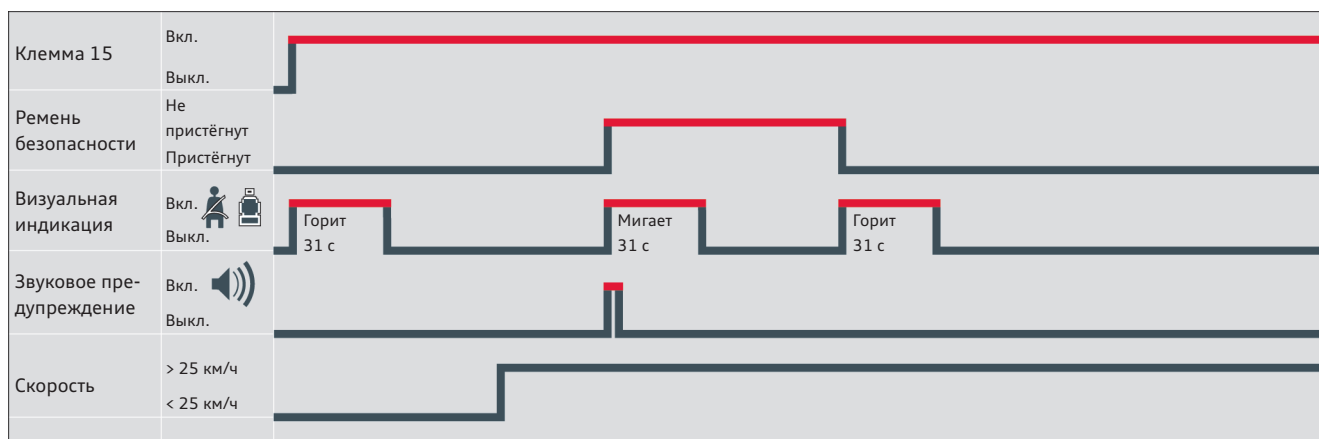 Клемма 15
Вкл.
Выкл.
Ремень
безопасности
Не
пристёгнут
Пристёгнут
Визуальная
индикация
Вкл.
Выкл.
Горит
31 с
Мигает
31 с
Горит
31 с
Звуковое пре-
дупреждение
Вкл.
Выкл.
Скорость
> 25 км/ч
< 25 км/ч